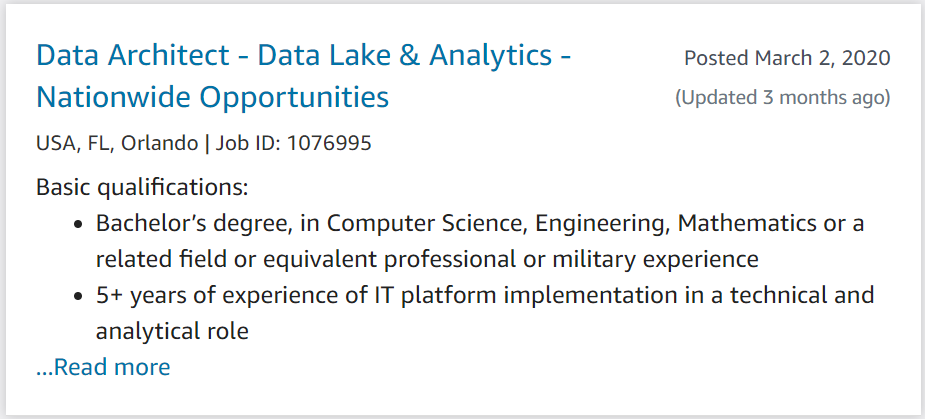 Data Architect - Data Lake & Analytics -
Nationwide Opportunities
Posted March 2, 2020
(Updated 3 months ago)
USA, FL, Orlando | Job ID: 1076995
Basic qualifications:
• Bachelor’s degree, in Computer Science, Engineering, Mathematics or a
related field or equivalent professional or military experience
• 5+ years of experience of IT platform implementation in a technical and
analytical role
...Read more